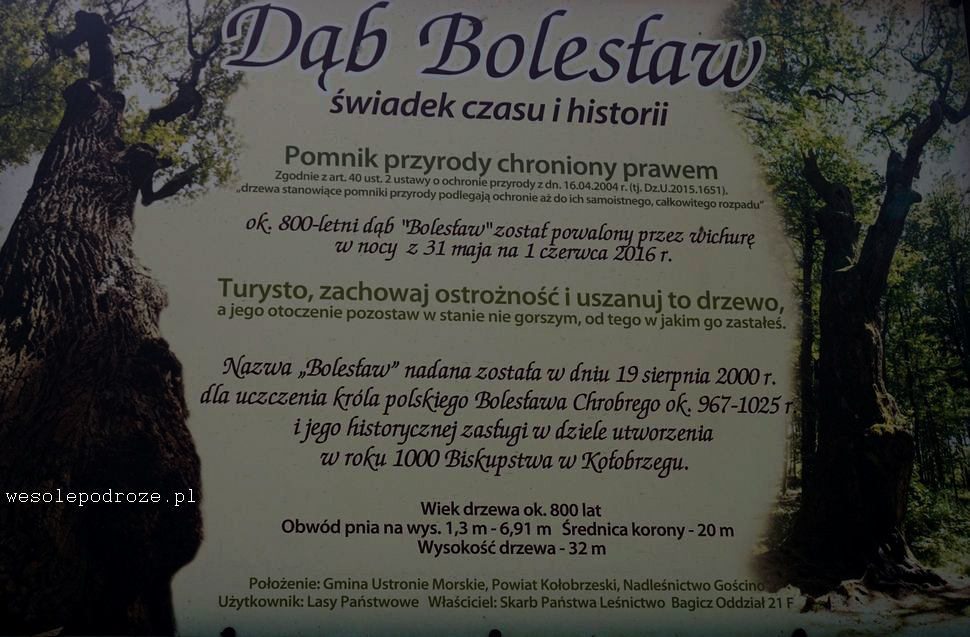 Dąb Bolesław
świadek czasu i historii
Pomnik przyrody chroniony prawem
Zgodnie z art. 40 ust. 2 ustawy o ochronie przyrody z dn. 16.04.2004 r. (tj. Dz.U.2015.1651).
„drzewa stanowiące pomniki przyrody podlegają ochronie aż do ich samoistnego, całkowitego rozpadu"
ok. 800-letni dąb "Bolesław" został powalony przez wichurę
w nocy z 31 maja na 1 czerwca 2016 r.
Turysto, zachowaj ostrożność i uszanuj to drzewo,
a jego otoczenie pozostaw w stanie nie gorszym, od tego w jakim go zastałeś.
Nazwa „Bolesław” nadana została w dniu 19 sierpnia 2000 r.
dla uczczenia króla polskiego Bolesława Chrobrego ok. 967-1025 r
i jego historycznej zasługi w dziele utworzenia
w roku 1000 Biskupstwa w Kołobrzegu.
wesolepodroze.pl
Wiek drzewa ok. 800 lat
Obwód pnia na wys. 1,3 m - 6,91 m Średnica korony - 20 m
Wysokość drzewa - 32 m
Położenie: Gmina Ustronie Morskie, Powiat Kołobrzeski, Nadleśnictwo Gościno
Użytkownik: Lasy Państwowe Właściciel: Skarb Państwa Leśnictwo Bagicz Oddział 21 F